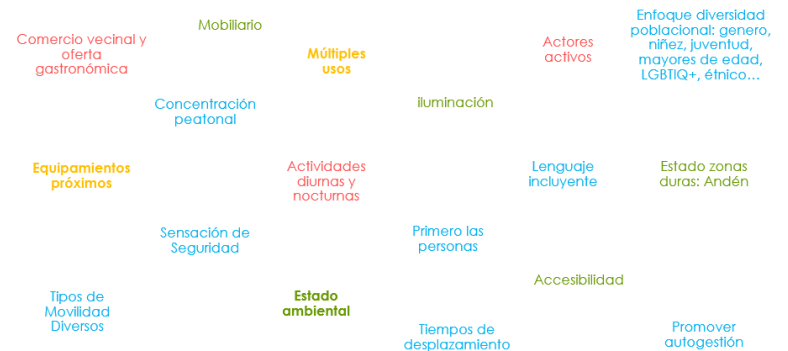 Comercio vecinal y
oferta
gastronómica
Mobiliario
Múltiples
usos
Actores
activos
Enfoque diversidad
poblacional: genero,
niñez, juventud,
mayores de edad,
LGBTIQ+, étnico...
Concentración
peatonal
iluminación
Equipamientos
próximos
Actividades
diurnas y
nocturnas
Lenguaje
incluyente
Estado zonas
duras: Andén
Sensación de
Seguridad
Primero las
personas
Accesibilidad
Tipos de
Movilidad
Diversos
Estado
ambiental
Tiempos de
desplazamiento
Promover
autogestión